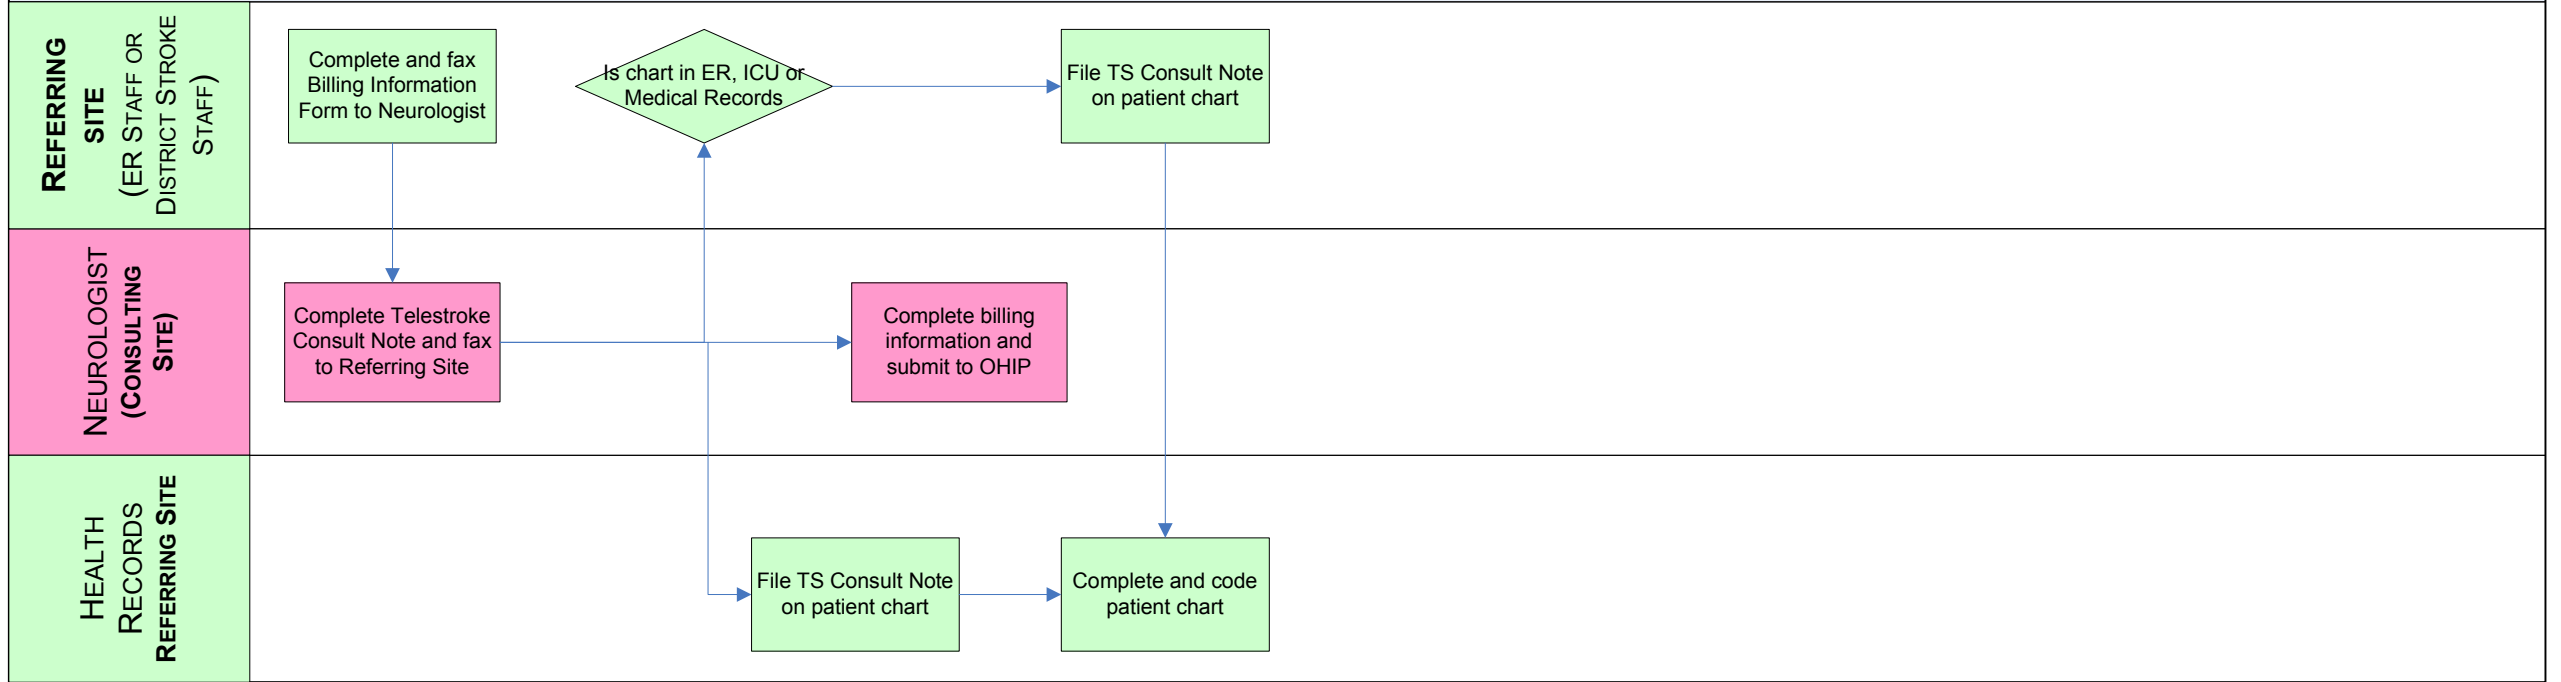 REFERRING
SITE
(ER STAFF OR
DISTRICT STROKE
STAFF)
Complete and fax
Billing Information
Form to Neurologist
Is chart in ER, ICU or
Medical Records
File TS Consult Note
on patient chart
NEUROLOGIST
(CONSULTING
SITE)
Complete Telestroke
Consult Note and fax
to Referring Site
Complete billing
information and
submit to OHIP
HEALTH
RECORDS
REFERRING SITE
File TS Consult Note
on patient chart
Complete and code
patient chart